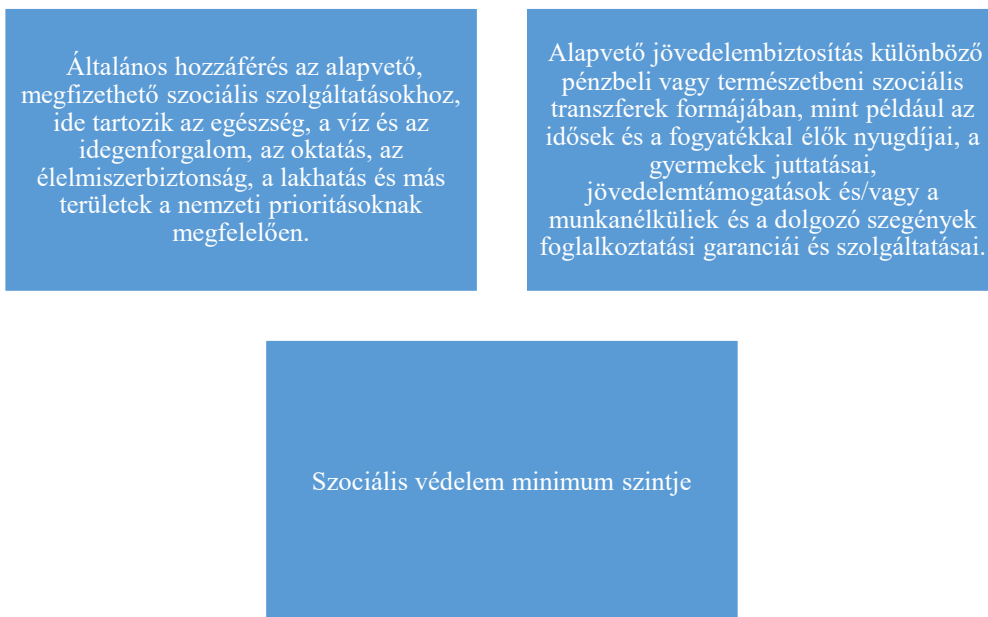 Általános hozzáférés az alapvető,
megfizethető szociális szolgáltatásokhoz,
ide tartozik az egészség, a víz és az
idegenforgalom, az oktatás, az
élelmiszerbiztonság, a lakhatás és más
területek a nemzeti prioritásoknak
megfelelően.
Alapvető jövedelembiztosítás különböző
pénzbeli vagy természetbeni szociális
transzferek formájában, mint például az
idősek és a fogyatékkal élők nyugdíjai, a
gyermekek juttatásai,
jövedelemtámogatások és/vagy a
munkanélküliek és a dolgozó szegények
foglalkoztatási garanciái és szolgáltatásai.
Szociális védelem minimum szintje